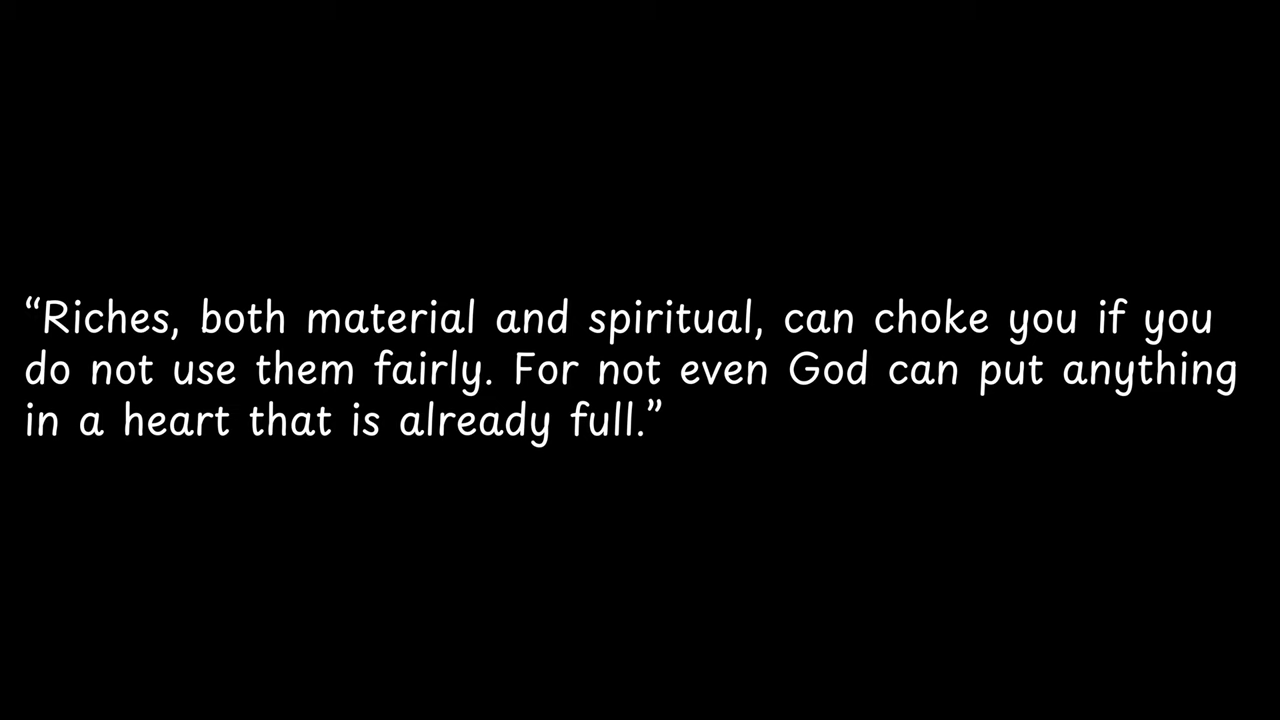 “Riches, both material and spiritual, can choke you if you
do not use them fairly. For not even God can put anything
in a heart that is already full.”